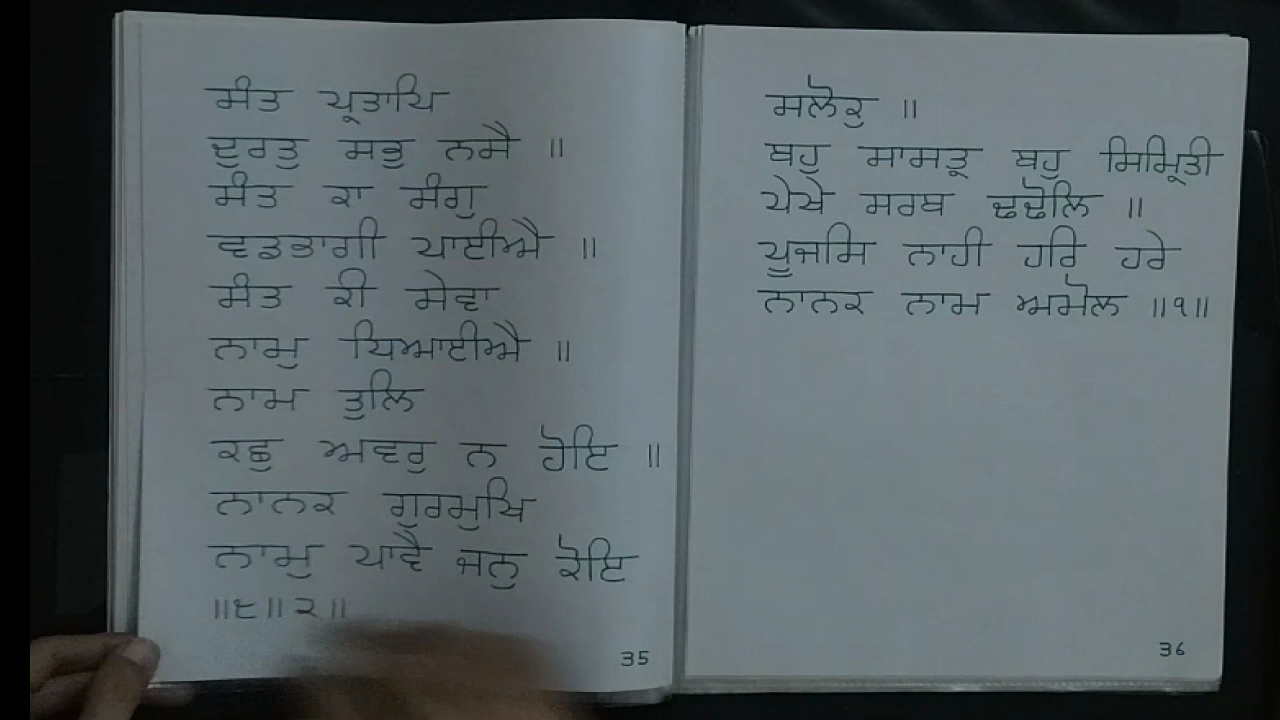 ਸੰਤ ਪ੍ਰਤਾਪਿ
ਦੁਰਤੁ ਸਭੁ ਨਸੈ ॥
ਸੰਤ ਕਾ ਸੰਗੁ
ਵਡਭਾਗੀ ਪਾਈਐ ॥
ਸੰਤ ਕੀ ਸੇਵਾ
ਨਾਮੁ ਧਿਆਈਐ ॥
ਨਾਮ ਤੁਲਿ
ਕਛੁ ਅਵਰੁ ਨ ਹੋਇ ॥
ਨਾਨਕ ਗੁਰਮੁਖਿ
ਨਾਮੁ ਪਾਵੈ ਜਨੁ ਕੋਇ
॥੮॥੨॥
35
ਸਲੋਕੁ ॥
ਬਹੁ ਸਾਸਤ੍ਰ ਬਹੁ ਸਿਮ੍ਰਿਤੀ
ਪੇਖੇ ਸਰਬ ਢਢੋਲਿ ॥
ਪੂਜਸਿ ਨਾਹੀ ਹਰਿ ਹਰੇ
ਨਾਨਕ ਨਾਮ ਅਮੋਲ ॥੧॥
36